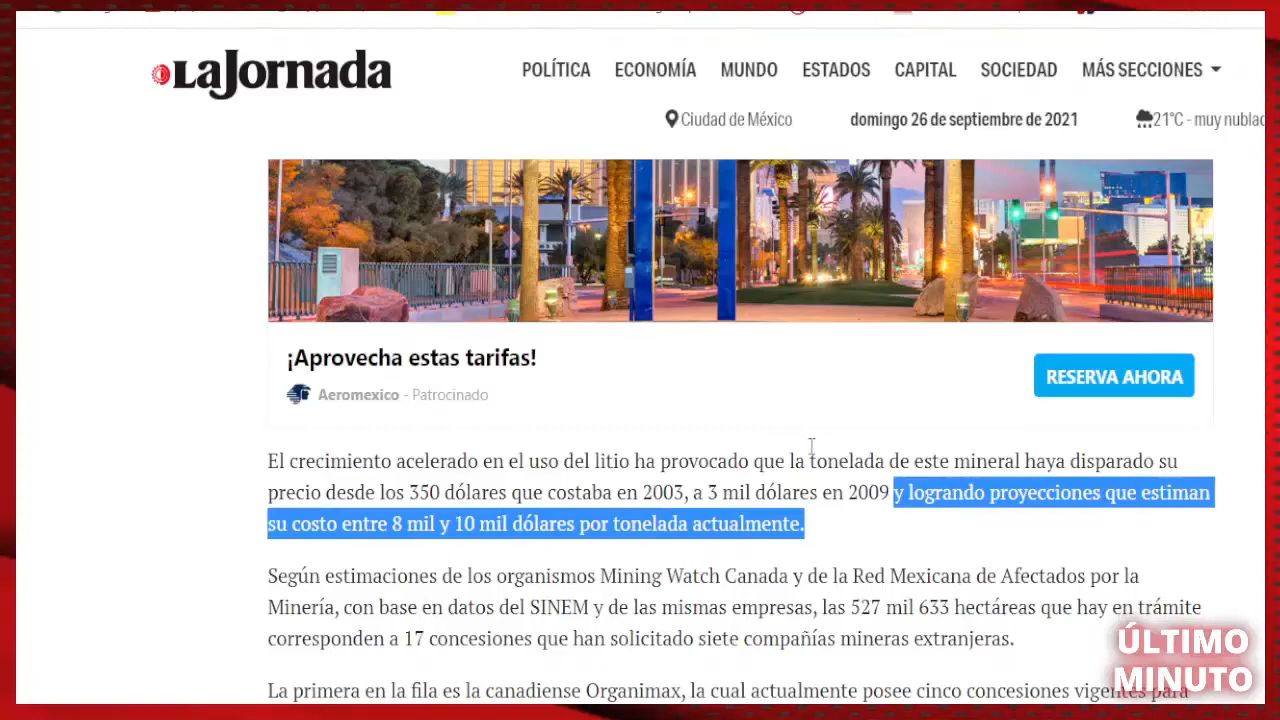 LaJornada
POLÍTICA ECONOMÍA MUNDO ESTADOS CAPITAL SOCIEDAD MÁS SECCIONES
Ciudad de México domingo 26 de septiembre de 2021 21°C - muy nublad
¡Aprovecha estas tarifas!
Aeromexico - Patrocinado
RESERVA AHORA
El crecimiento acelerado en el uso del litio ha provocado que la tonelada de este mineral haya disparado su
precio desde los 350 dólares que costaba en 2003, a 3 mil dólares en 2009 y logrando proyecciones que estiman
su costo entre 8 mil y 10 mil dólares por tonelada actualmente.
Según estimaciones de los organismos Mining Watch Canada y de la Red Mexicana de Afectados por la
Minería, con base en datos del SINEM y de las mismas empresas, las 527 mil 633 hectáreas que hay en trámite
corresponden a 17 concesiones que han solicitado siete compañías mineras extranjeras.
La primera en la fila es la canadiense Organimax, la cual actualmente posee cinco concesiones vigentes para
ÚLTIMO
MINUTO